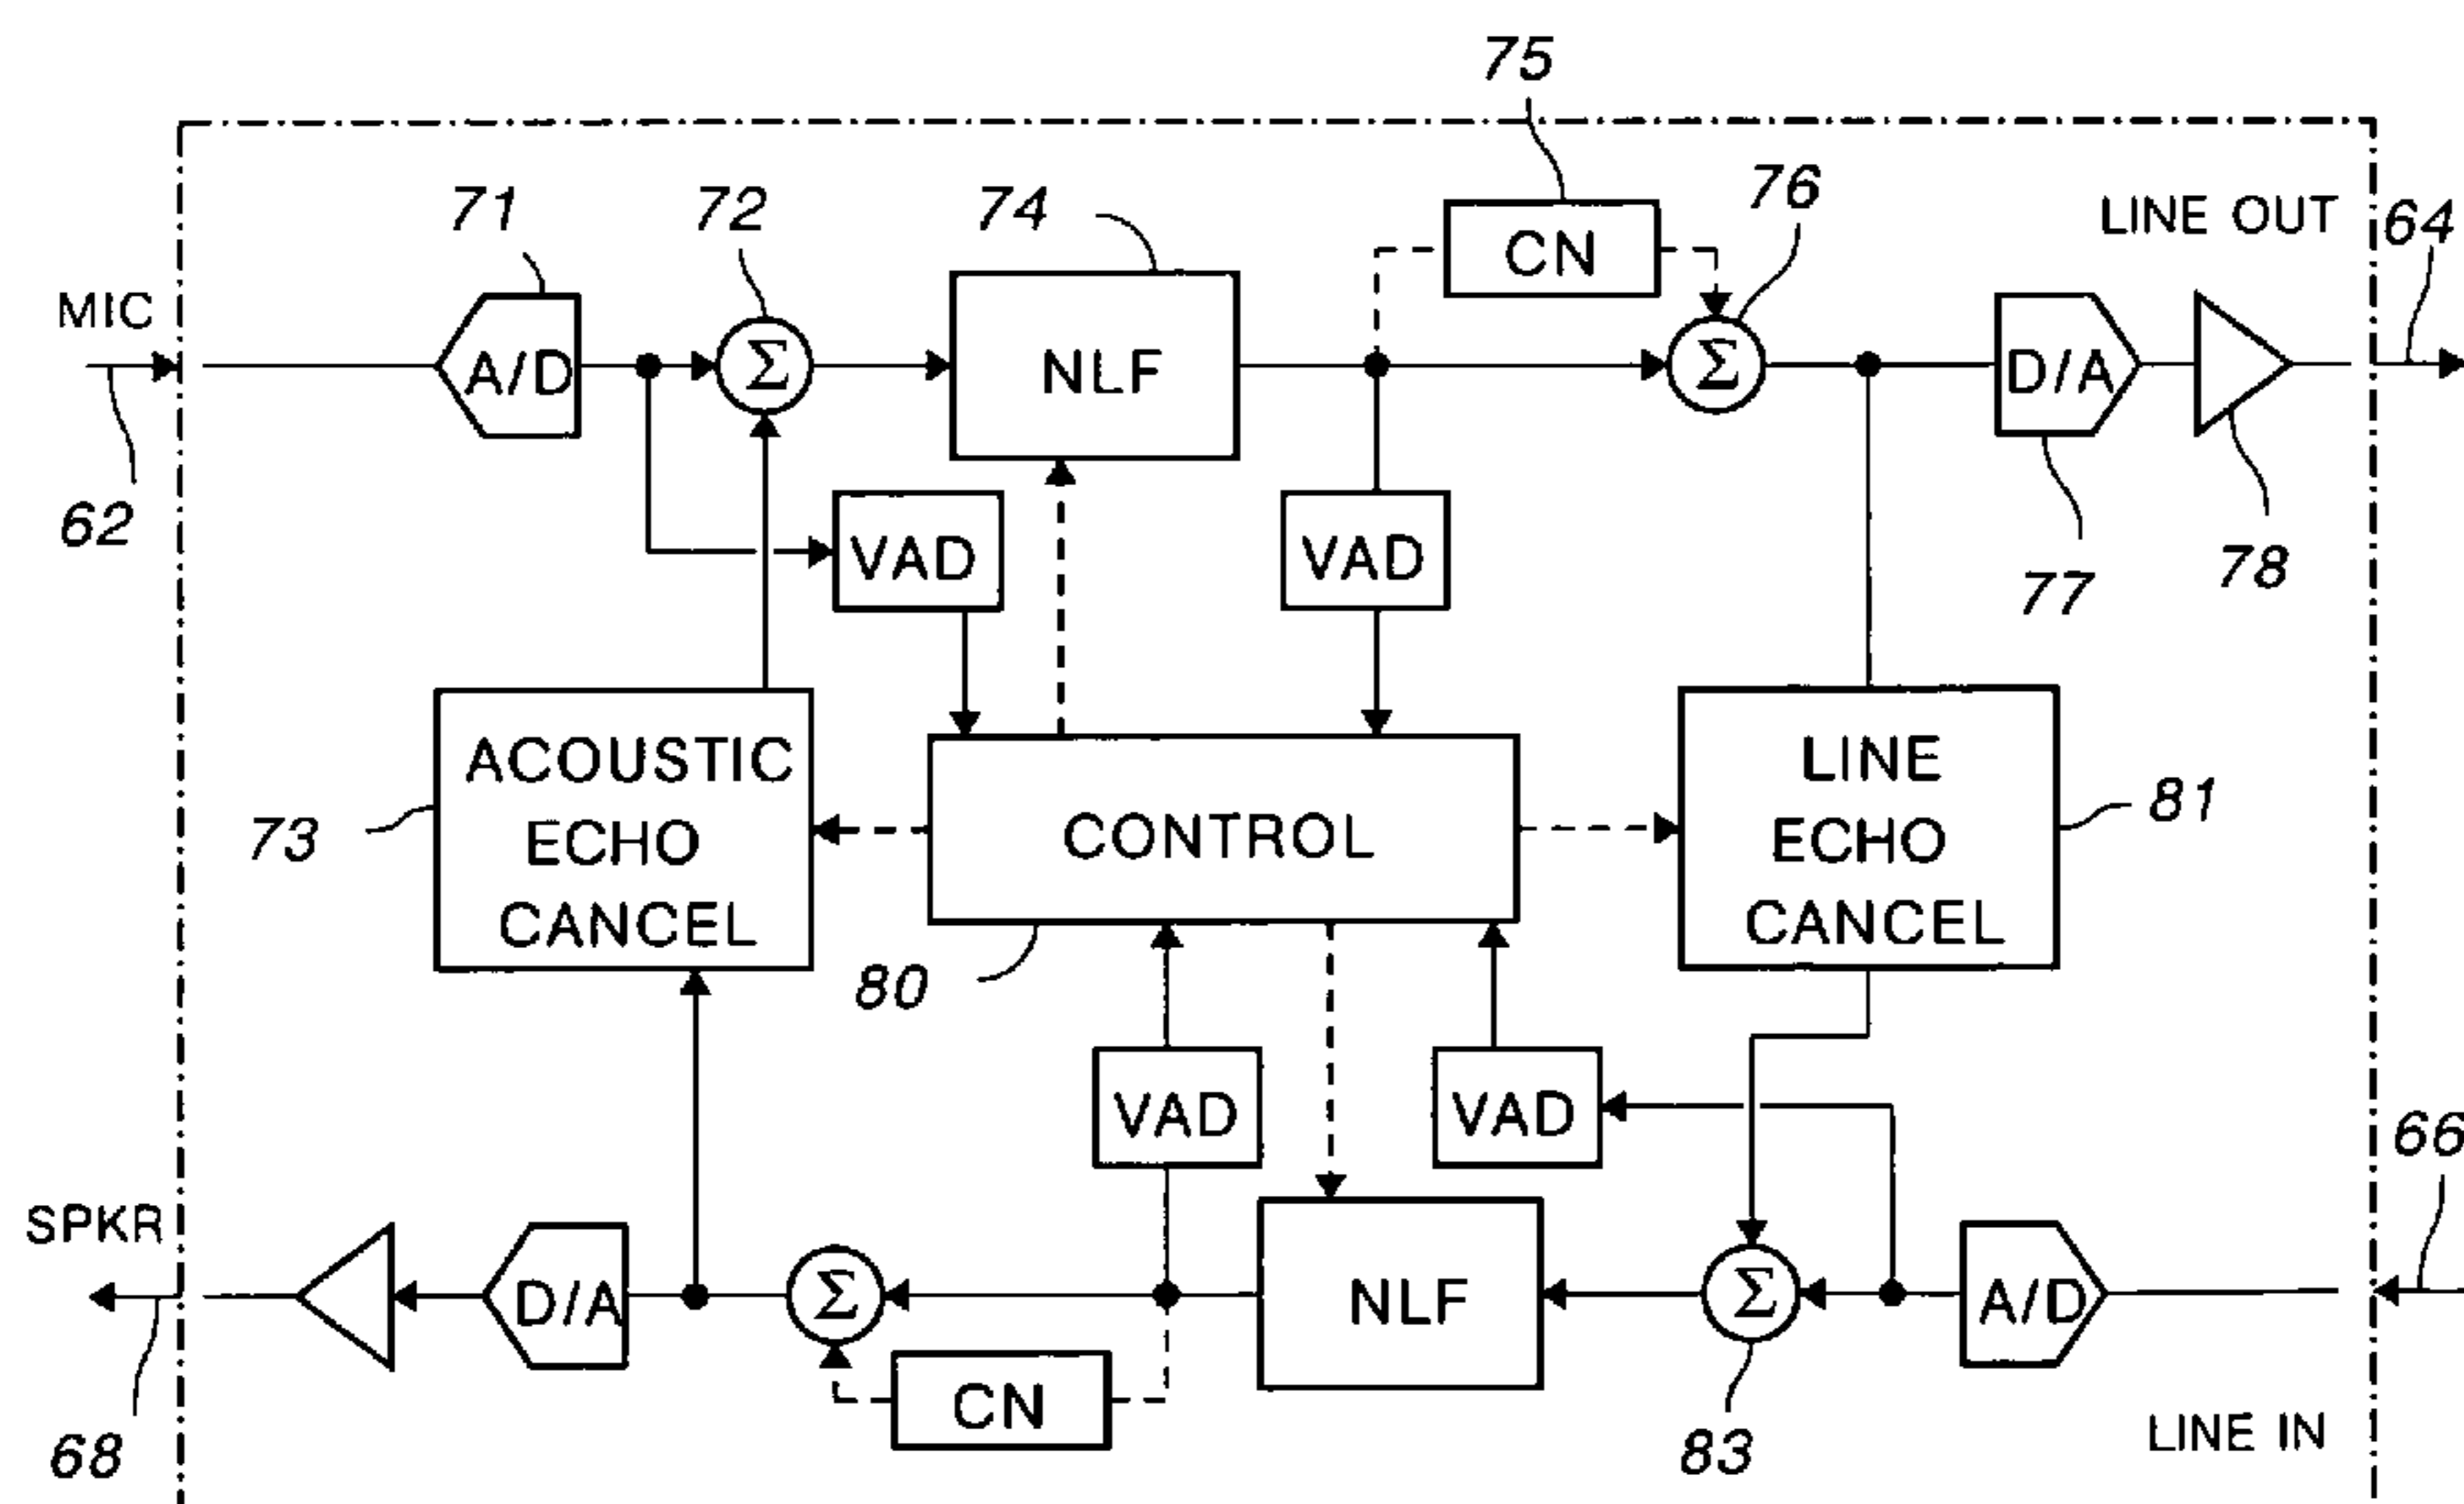 75
71
72
74
76
LINE OUT
64
CN
MIC
A/D
Σ
NLF
Σ
D/A
62
VAD
VAD
77
78
ACOUSTIC
ECHO
CANCEL
CONTROL
LINE
ECHO
CANCEL
73
81
80
VAD
VAD
66
SPKR
D/A
Σ
NLF
Σ
A/D
CN
68
83
LINE IN